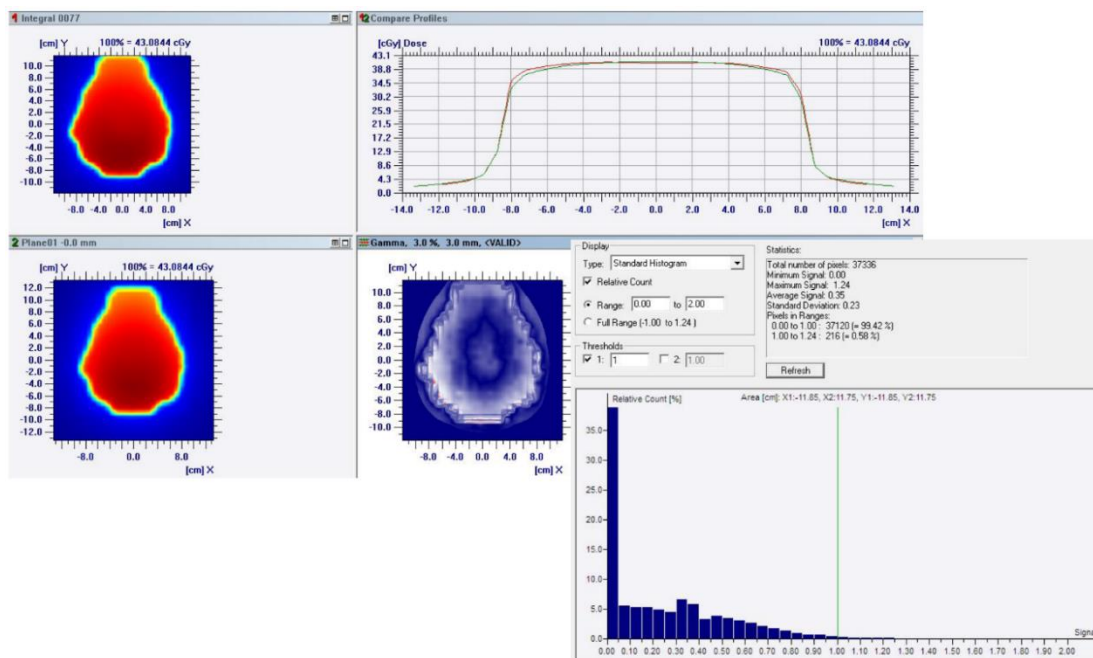 1 Integral 0077
[cm] Y 100% = 43.0844 cGy
10.0
8.0
6.0
4.0
2.0
0.0
-2.0
-4.0
-6.0
-8.0
-10.0
-8.0 -4.0 0.0 4.0 8.0
[cm] X
12 Compare Profiles
[cGy] Dose 100% = 43.0844 cGy
43.1
38.8
34.5
30.2
25.9
21.5
17.2
12.9
8.6
4.3
0.0
-14.0 -12.0 -10.0 -8.0 -6.0 -4.0 -2.0 0.0 2.0 4.0 6.0 8.0 10.0 12.0 14.0
[cm] X
2 Plane01 -0.0 mm
[cm] Y 100% = 43.0844 cGy
12.0
10.0
8.0
6.0
4.0
2.0
0.0
-2.0
-4.0
-6.0
-8.0
-10.0
-12.0
-8.0 -4.0 0.0 4.0 8.0
[cm] X
Gamma, 3.0 %, 3.0 mm, <VALID>
[cm] Y
10.0
8.0
6.0
4.0
2.0
0.0
-2.0
-4.0
-6.0
-8.0
-10.0
-8.0 -4.0 0.0 4.0 8.0
[cm] X
Display
Type: Standard Histogram
Relative Count
Range: 0.00 to 2.00
Full Range (-1.00 to 1.24 )
Thresholds
1: 1 2: 1.00
Statistics:
Total number of pixels: 37336
Minimum Signal: 0.00
Maximum Signal: 1.24
Average Signal: 0.35
Standard Deviation: 0.23
Pixels in Ranges:
0.00 to 1.00 : 37120 (= 99.42 %)
1.00 to 1.24 : 216 (= 0.58 %)
Refresh
Relative Count [%] Area [cm]: X1:-11.85, X2:11.75, Y1:-11.85, Y2:11.75
35.0
30.0
25.0
20.0
15.0
10.0
5.0
0.0
Signa
0.00 0.10 0.20 0.30 0.40 0.50 0.60 0.70 0.80 0.90 1.00 1.10 1.20 1.30 1.40 1.50 1.60 1.70 1.80 1.90 2.00